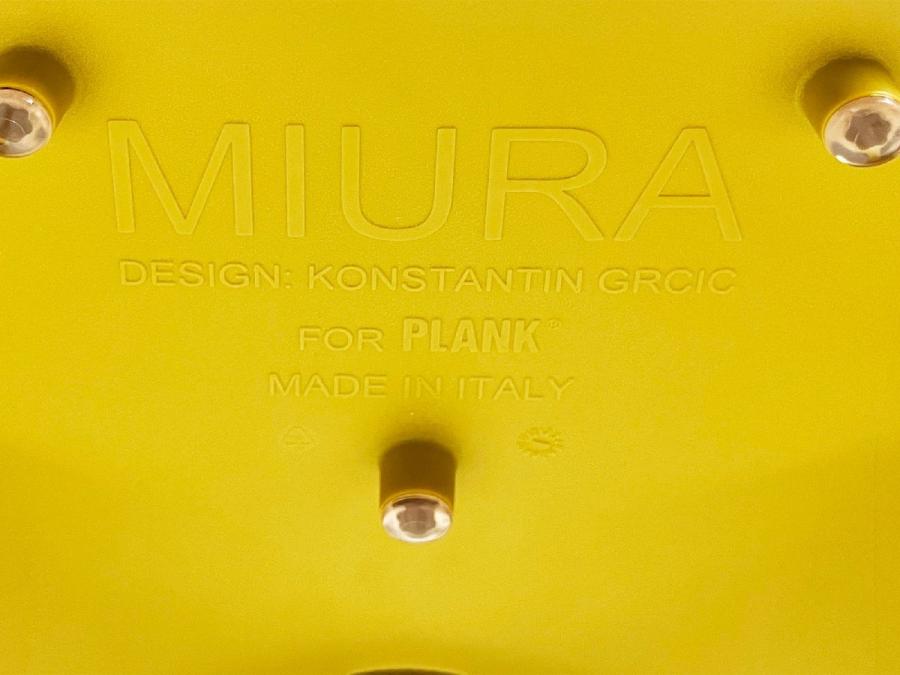 MIURA
DESIGN: KONSTANTIN GRCIC
FOR PLANK®
MADE IN ITALY